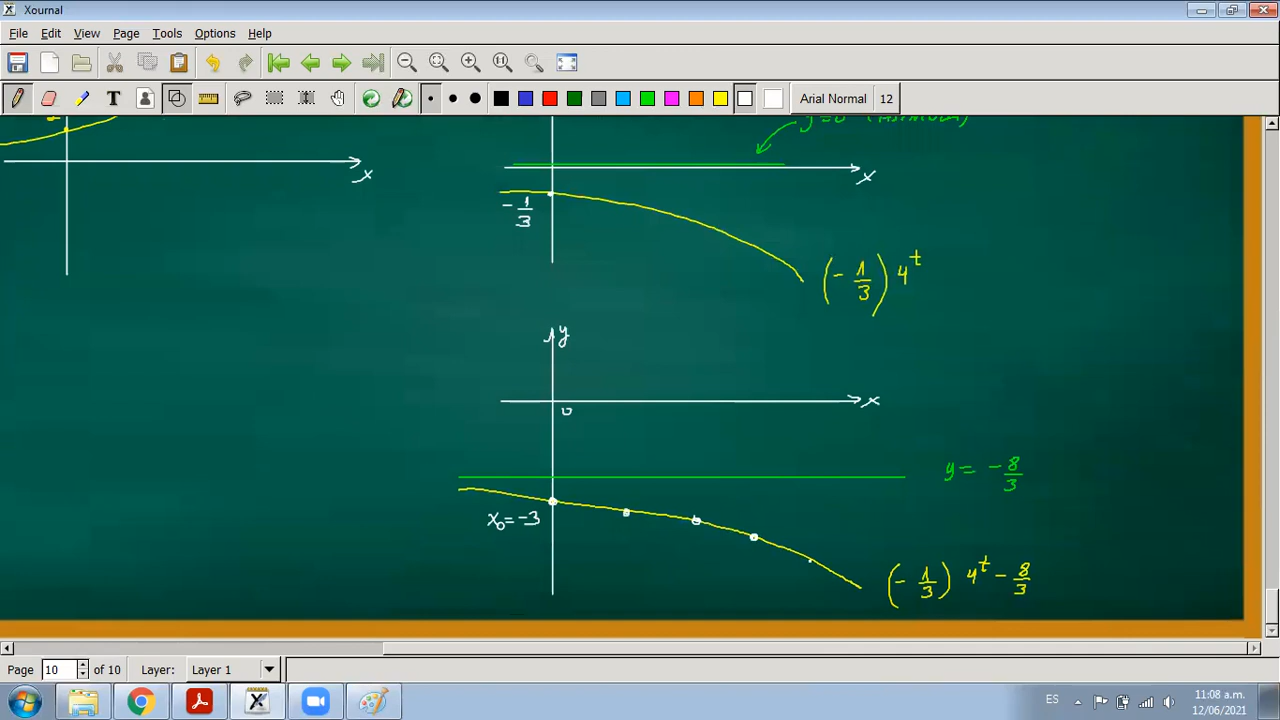 Xournal
File Edit View Page Tools Options Help
Arial Normal 12
x
x
-1/3
(-1/3) 4^t
y
x
0
y = -8/3
x₀=-3
(-1/3) 4^t - 8/3
Page 10 of 10 Layer: Layer 1
ES
11:08 a.m.
12/06/2021